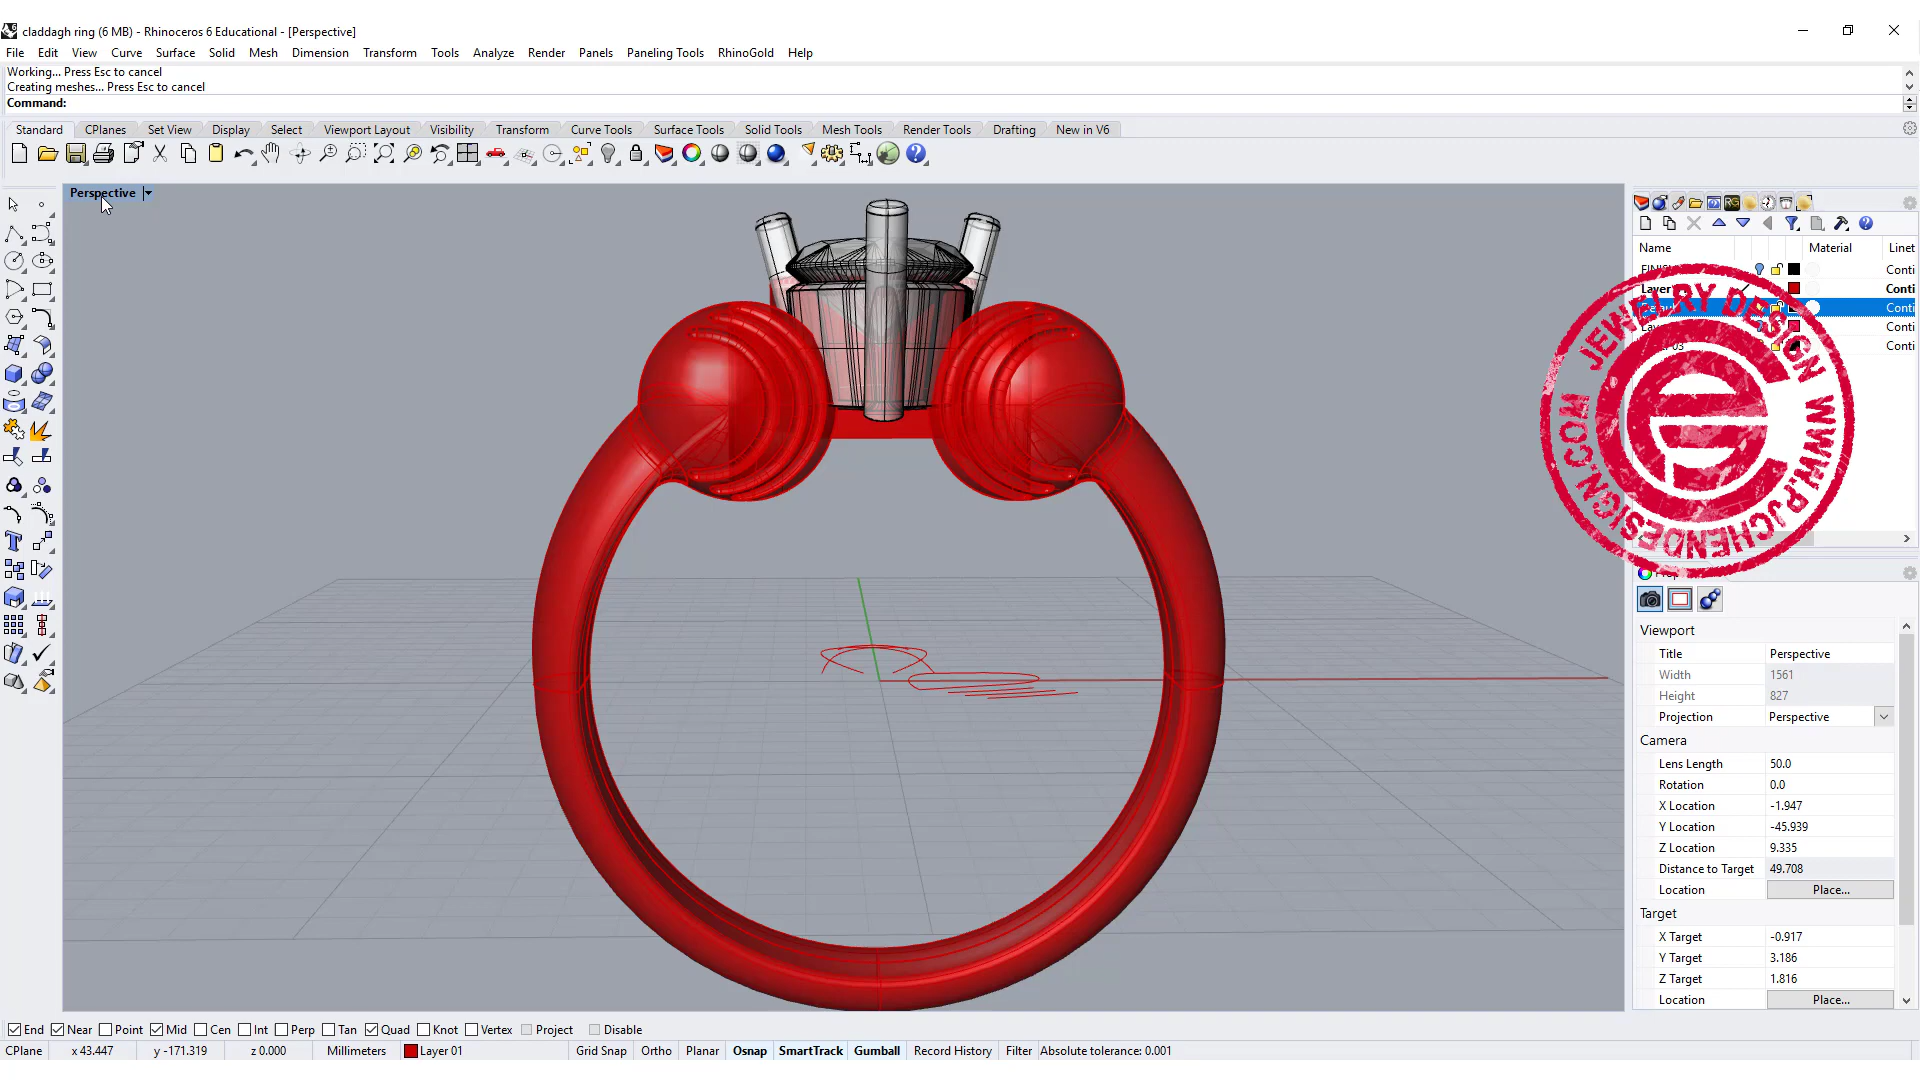 claddagh ring (6 MB) - Rhinoceros 6 Educational - [Perspective]
File Edit View Curve Surface Solid Mesh Dimension Transform Tools Analyze Render Panels Paneling Tools RhinoGold Help
Working... Press Esc to cancel
Creating meshes... Press Esc to cancel
Command:
Standard CPlanes Set View Display Select Viewport Layout Visibility Transform Curve Tools Surface Tools Solid Tools Mesh Tools Render Tools Drafting New in V6
Perspective
Name Material Linet
Conti
Layer Conti
Conti
Conti
03 Conti
JEWELRY DESIGN
WWW.PJCHENDESIGN.COM
Viewport
Title Perspective
Width 1561
Height 827
Projection Perspective
Camera
Lens Length 50.0
Rotation 0.0
X Location -1.947
Y Location -45.939
Z Location 9.335
Distance to Target 49.708
Location Place...
Target
X Target -0.917
Y Target 3.186
Z Target 1.816
Location Place...
End Near Point Mid Cen Int Perp Tan Quad Knot Vertex Project Disable
CPlane x 43.447 y -171.319 z 0.000 Millimeters Layer 01 Grid Snap Ortho Planar Osnap SmartTrack Gumball Record History Filter Absolute tolerance: 0.001